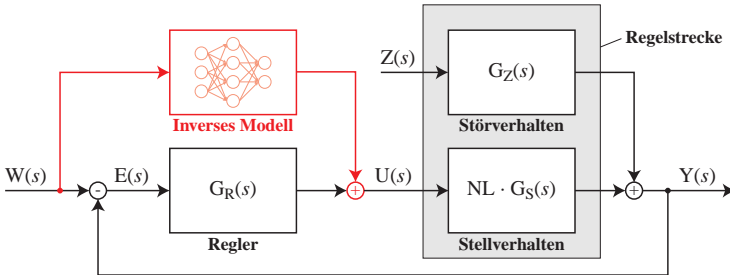 Regelstrecke
Z(s)
G_Z(s)
Inverses Modell
Störverhalten
W(s)
-
E(s)
G_R(s)
+
U(s)
NL · G_S(s)
+
Y(s)
Regler
Stellverhalten